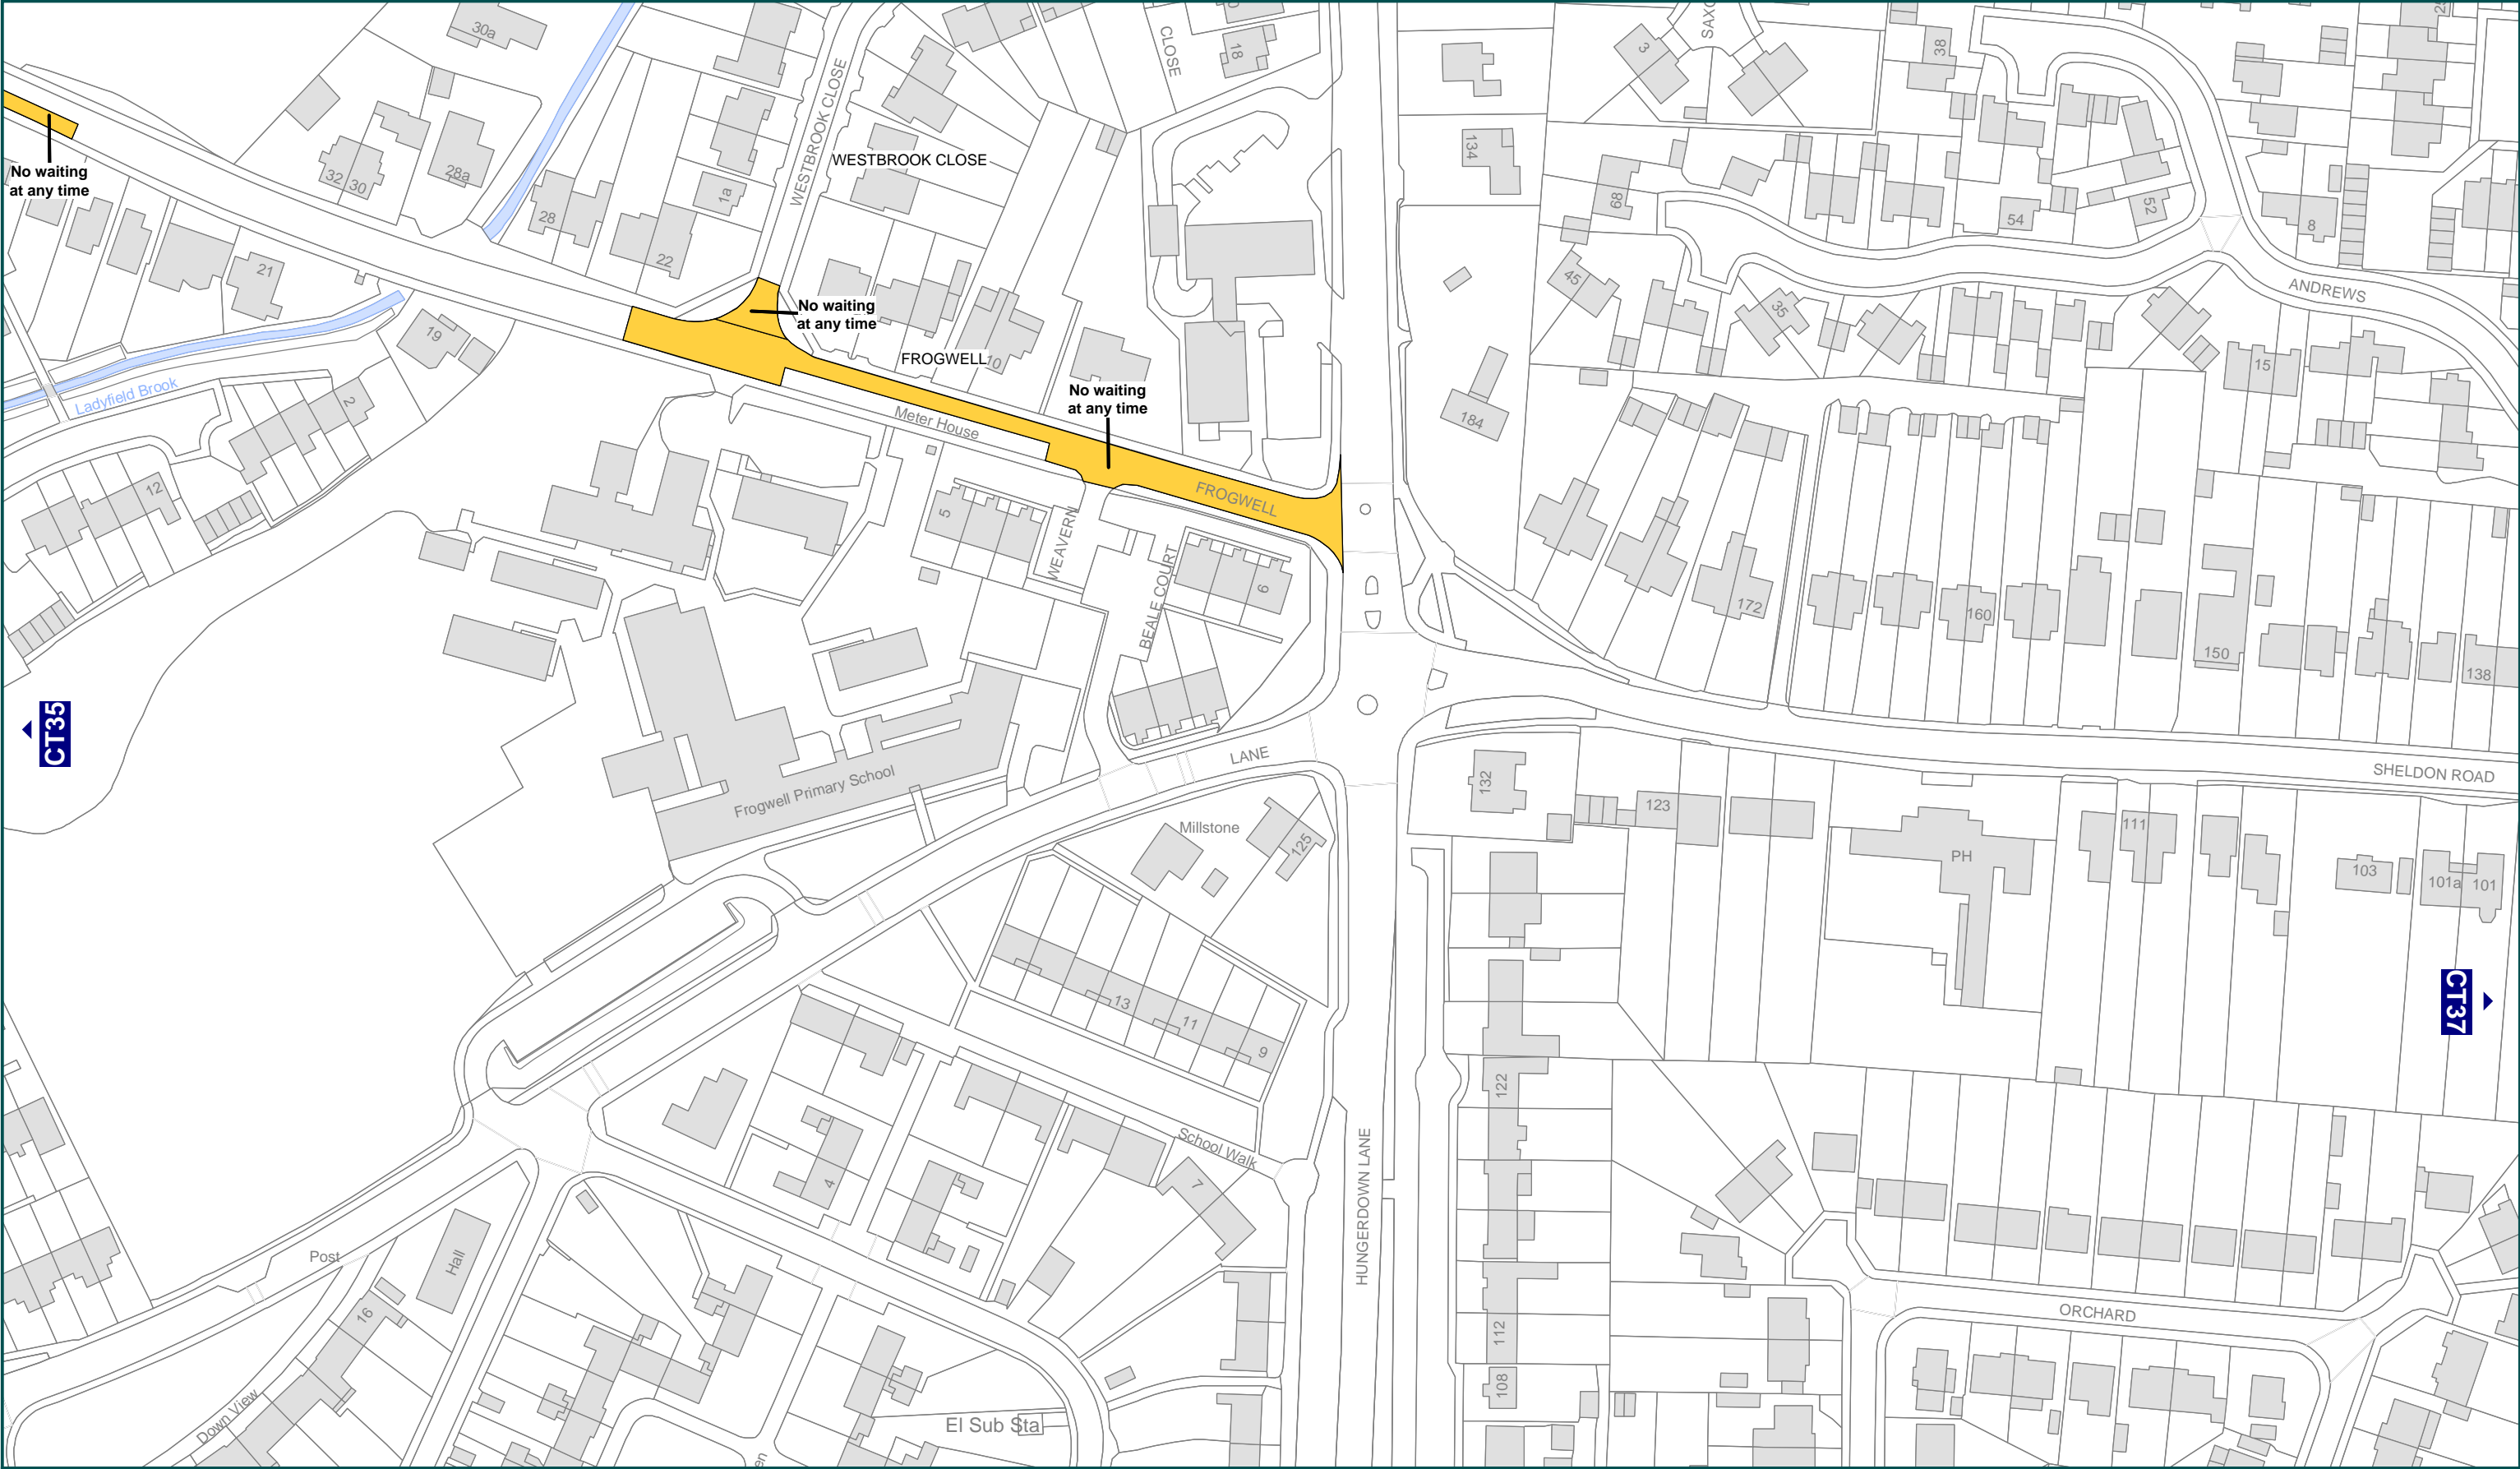 30a
CLOSE
18
SAXO
3
38
No waiting
at any time
32
30
28a
28
22
1a
WESTBROOK CLOSE
WESTBROOK CLOSE
134
68
54
52
8
ANDREWS
21
19
No waiting
at any time
FROGWELL
10
45
35
15
Ladyfield Brook
2
12
Meter House
No waiting
at any time
FROGWELL
184
5
WEAVERN
BEALE COURT
6
172
160
150
138
CT35
LANE
SHELDON ROAD
Frogwell Primary School
Millstone
125
132
123
PH
111
103
101a
101
13
11
9
CT37
122
School Walk
7
4
HUNGERDOWN LANE
Post
Hall
16
Down View
112
108
ORCHARD
El Sub Sta